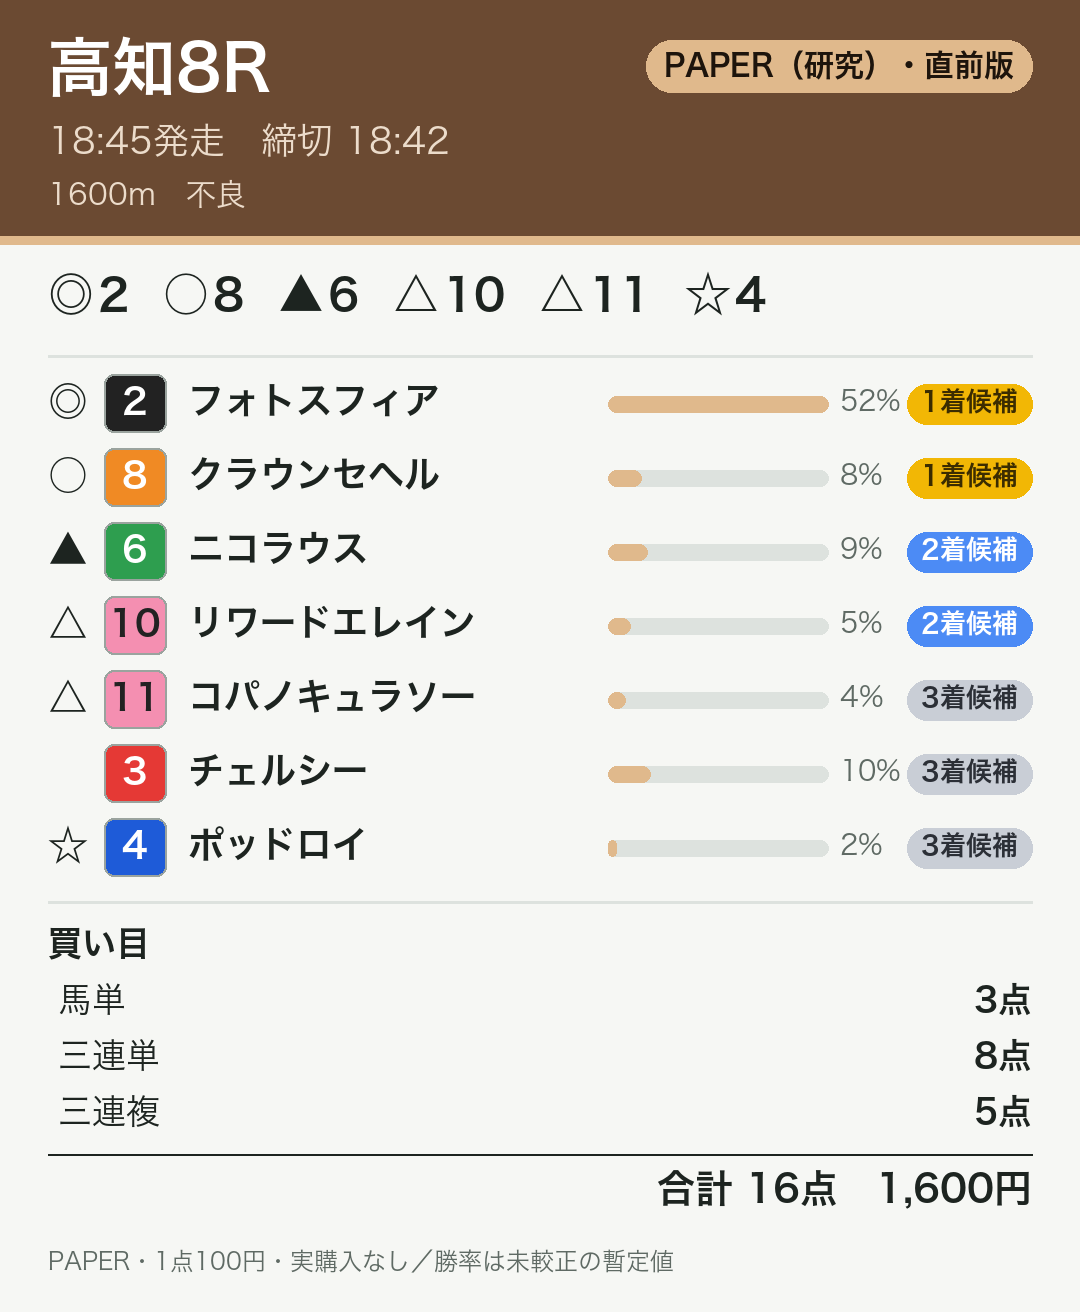 高知8R
PAPER（研究）・直前版
18:45発走　締切 18:42
1600m　不良
◎2 ○8 ▲6 △10 △11 ☆4
◎ 2 フォトスフィア 52% 1着候補
○ 8 クラウンセヘル 8% 1着候補
▲ 6 ニコラウス 9% 2着候補
△ 10 リワードエレイン 5% 2着候補
△ 11 コパノキュラソー 4% 3着候補
3 チェルシー 10% 3着候補
☆ 4 ポッドロイ 2% 3着候補
買い目
馬単 3点
三連単 8点
三連複 5点
合計 16点　1,600円
PAPER・1点100円・実購入なし／勝率は未較正の暫定値